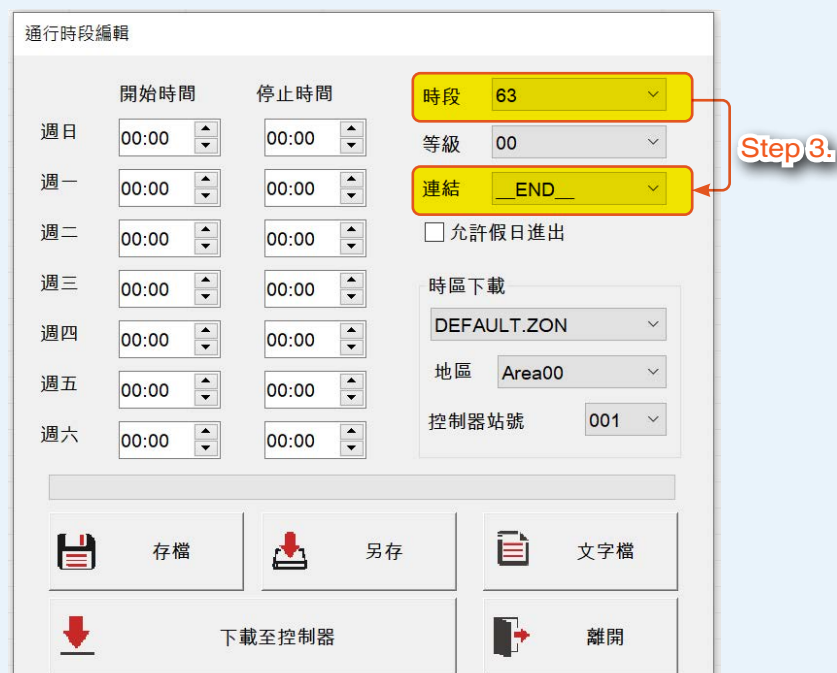 通行時段編輯
開始時間 停止時間
時段 63
週日 00:00 00:00
等級 00
Step 3.
週一 00:00 00:00
連結 __END__
週二 00:00 00:00
允許假日進出
週三 00:00 00:00
時區下載
週四 00:00 00:00
DEFAULT.ZON
週五 00:00 00:00
地區 Area00
週六 00:00 00:00
控制器站號 001
存檔 另存 文字檔
下載至控制器 離開